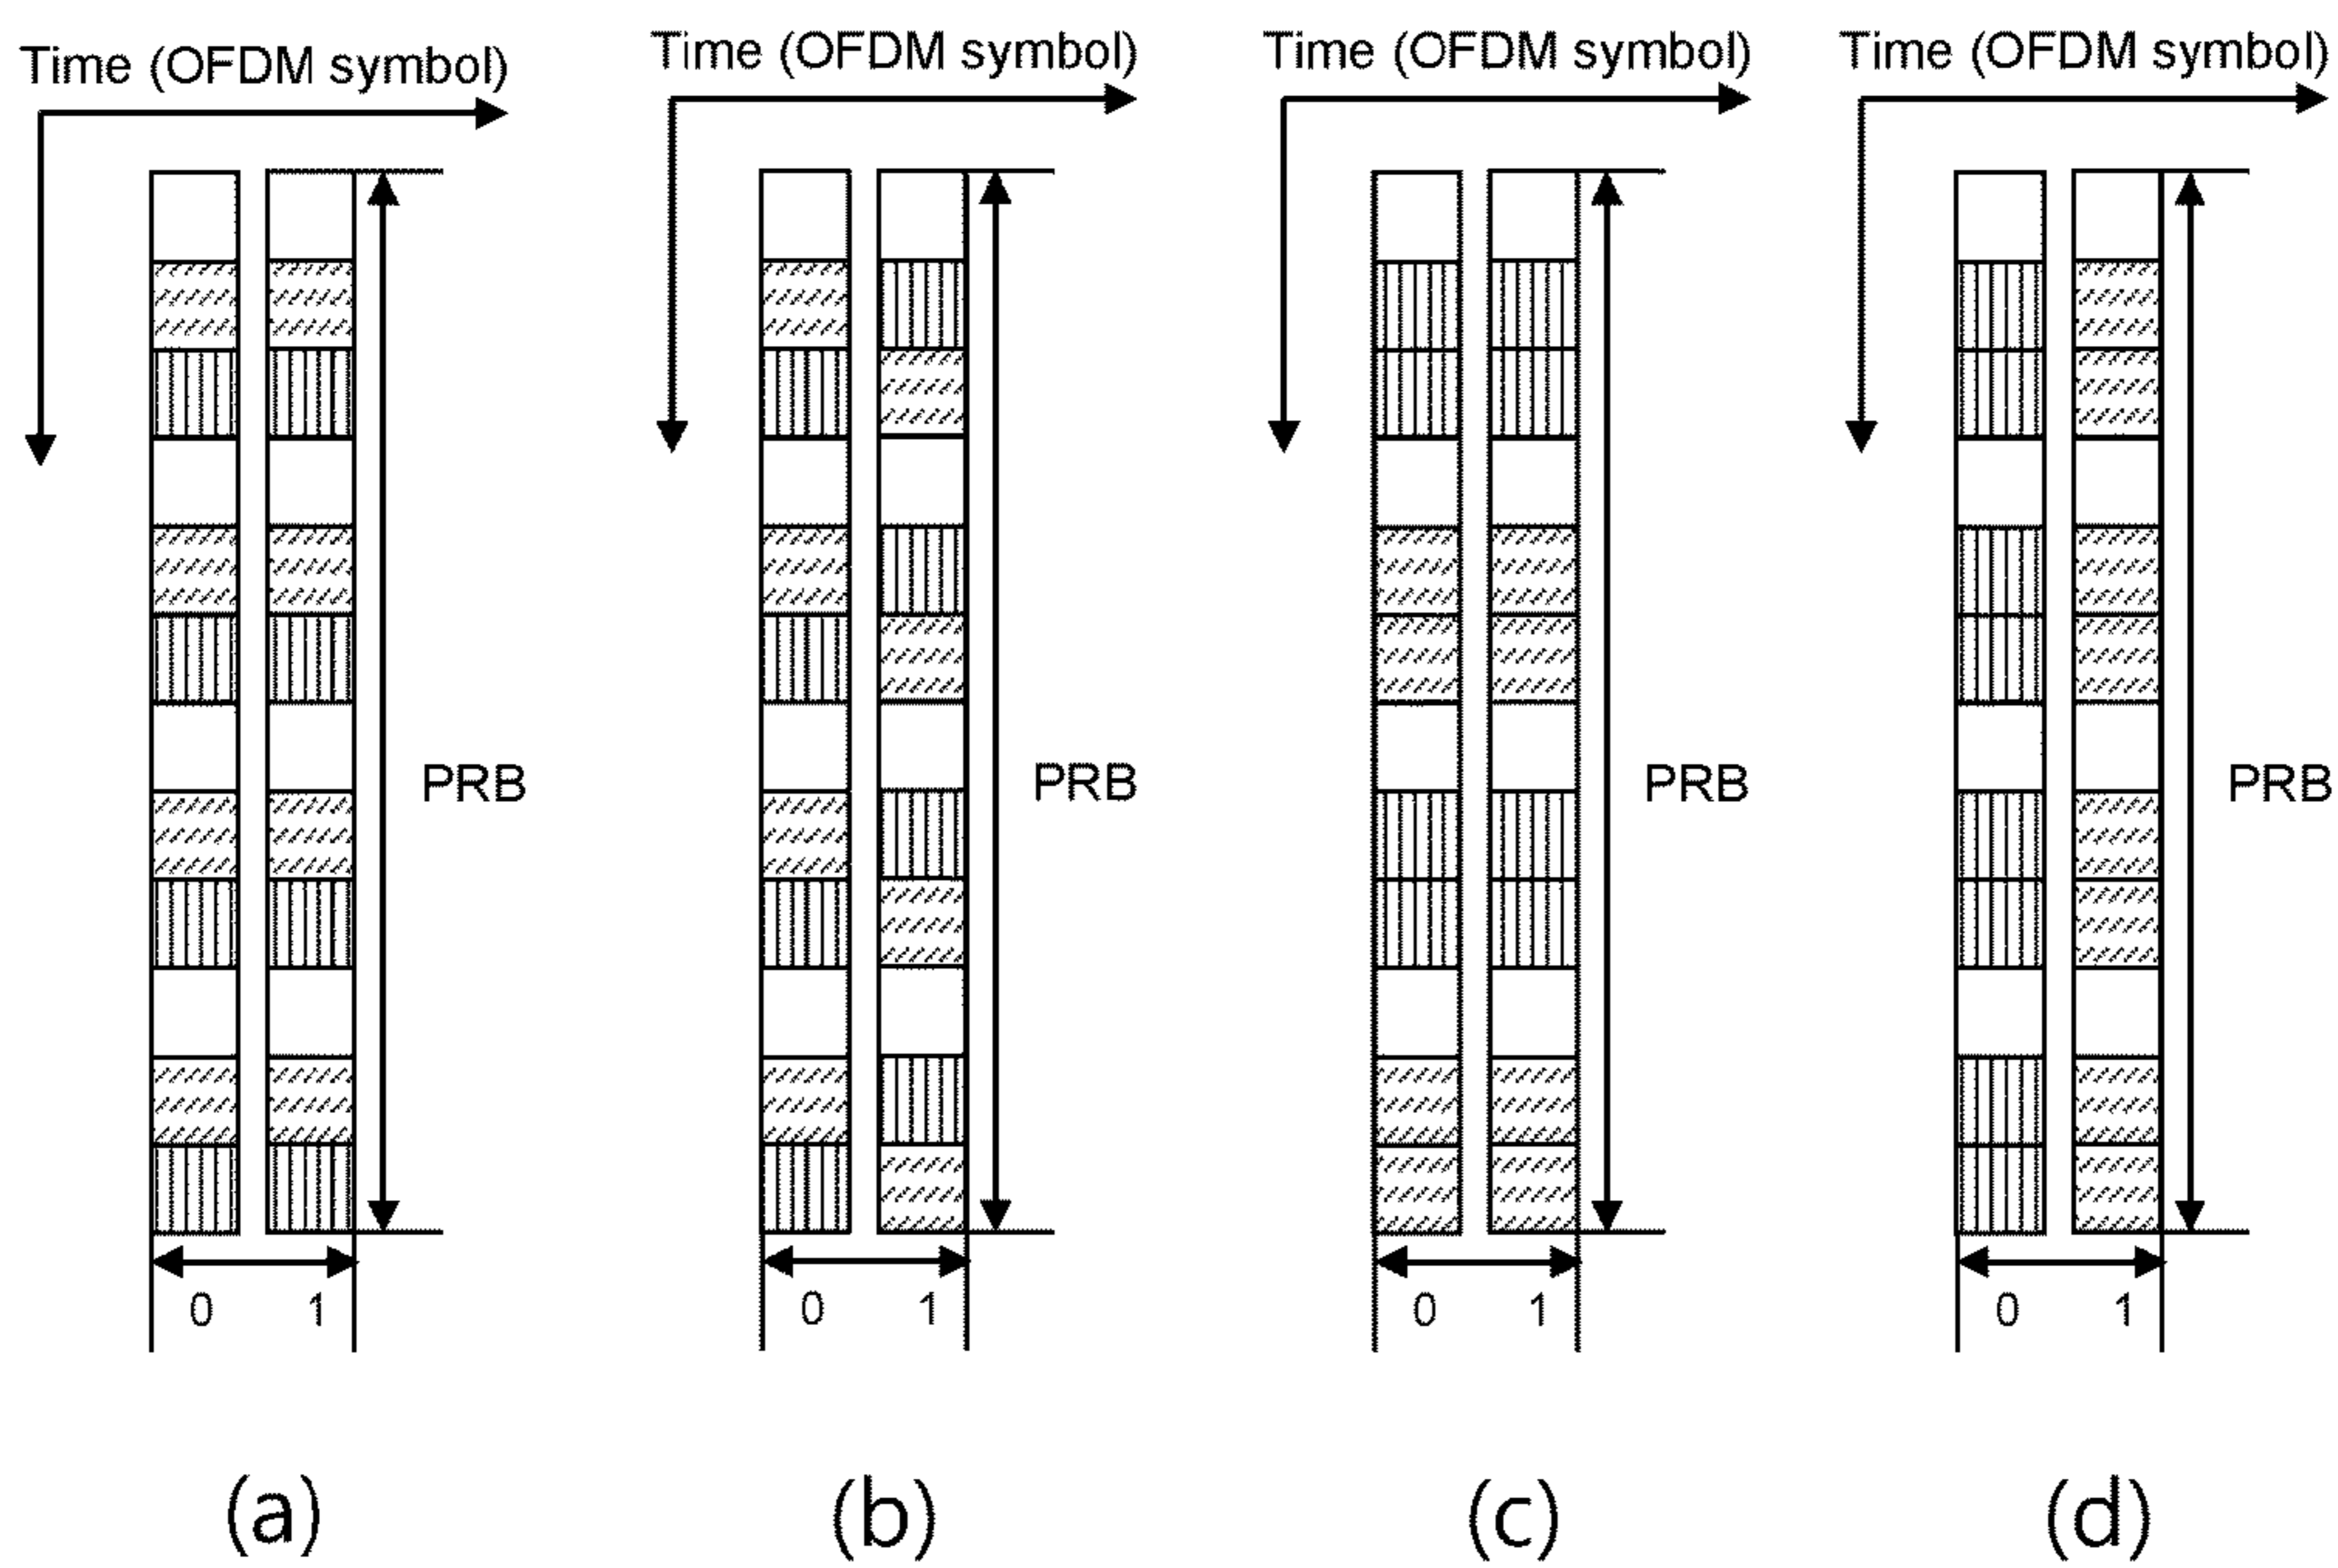 Time (OFDM symbol)
PRB
0 1
(a)
Time (OFDM symbol)
PRB
0 1
(b)
Time (OFDM symbol)
PRB
0 1
(c)
Time (OFDM symbol)
PRB
0 1
(d)